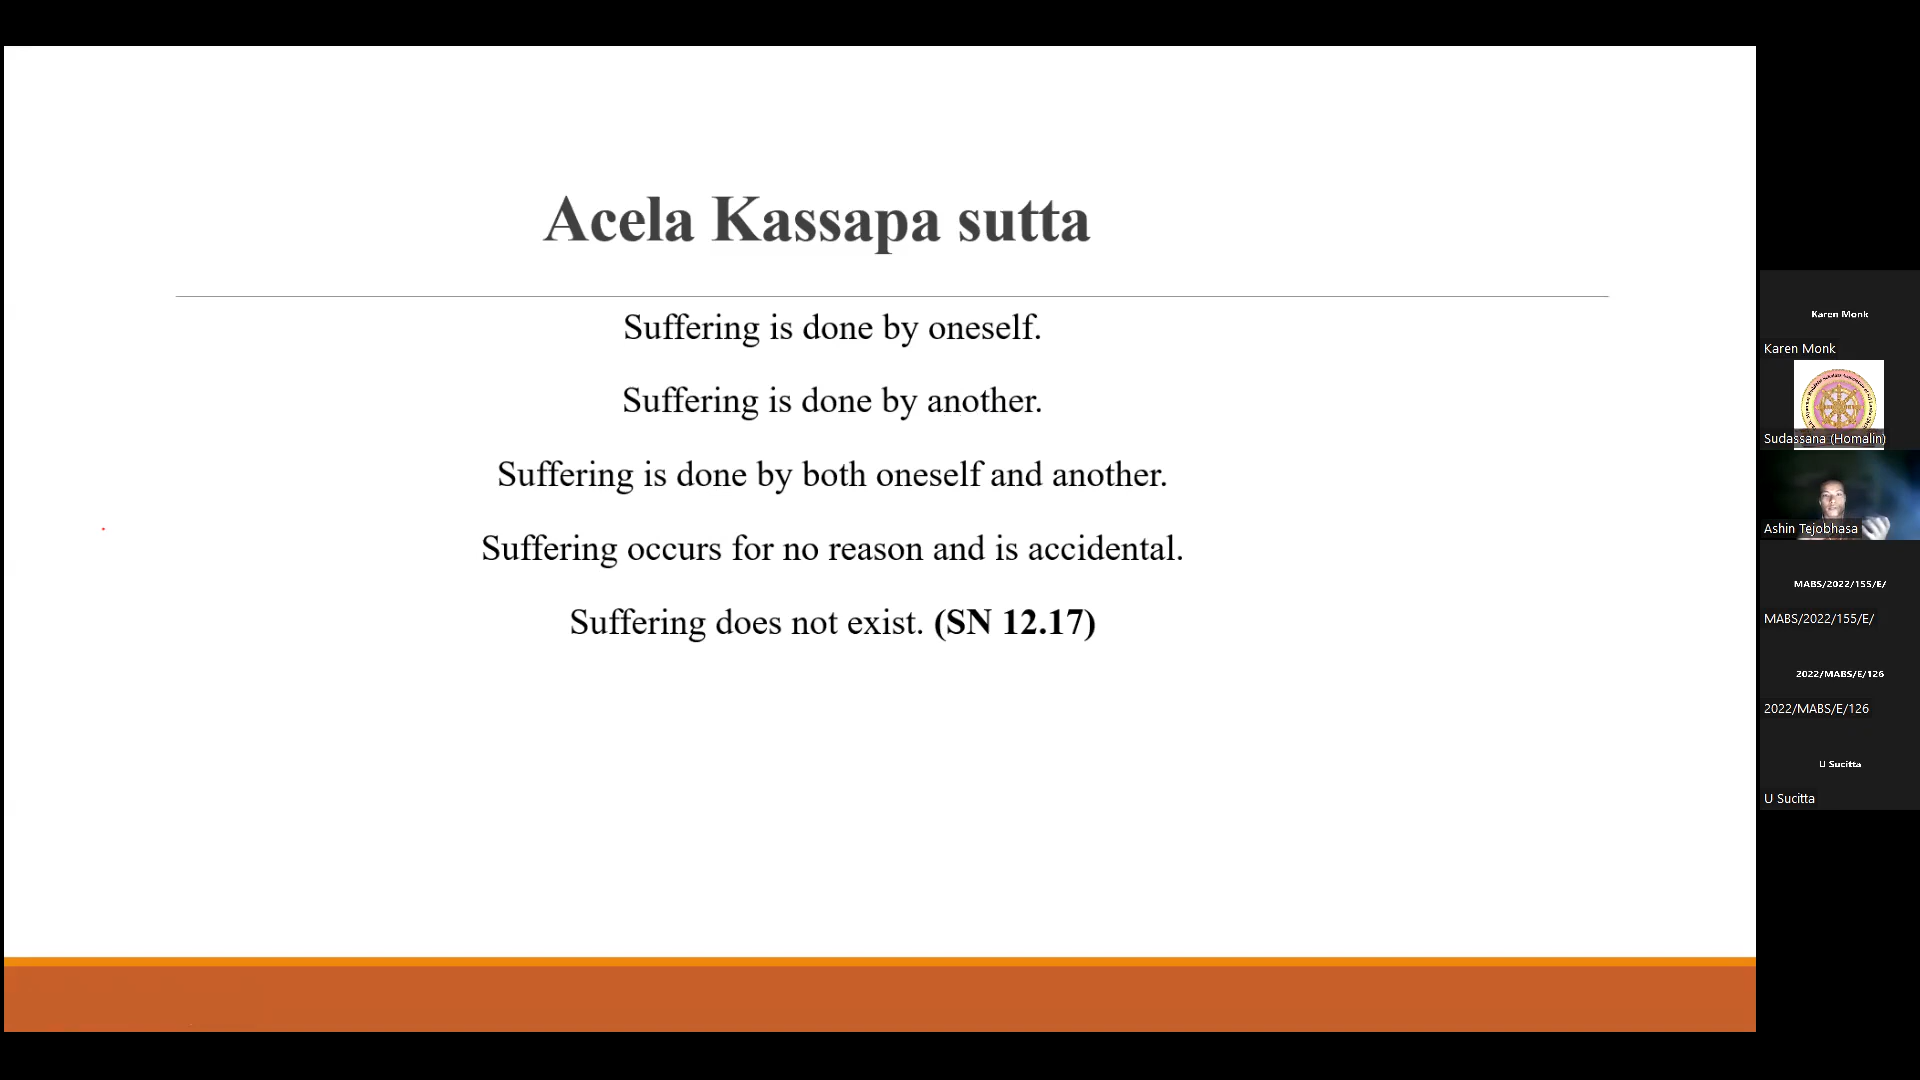 Acela Kassapa sutta
Suffering is done by oneself.
Suffering is done by another.
Suffering is done by both oneself and another.
Suffering occurs for no reason and is accidental.
Suffering does not exist. (SN 12.17)
Karen Monk
Karen Monk
Sudassana (Homalin)
Ashin Tejobhasa
MABS/2022/155/E/
MABS/2022/155/E/
2022/MABS/E/126
2022/MABS/E/126
U Sucitta
U Sucitta